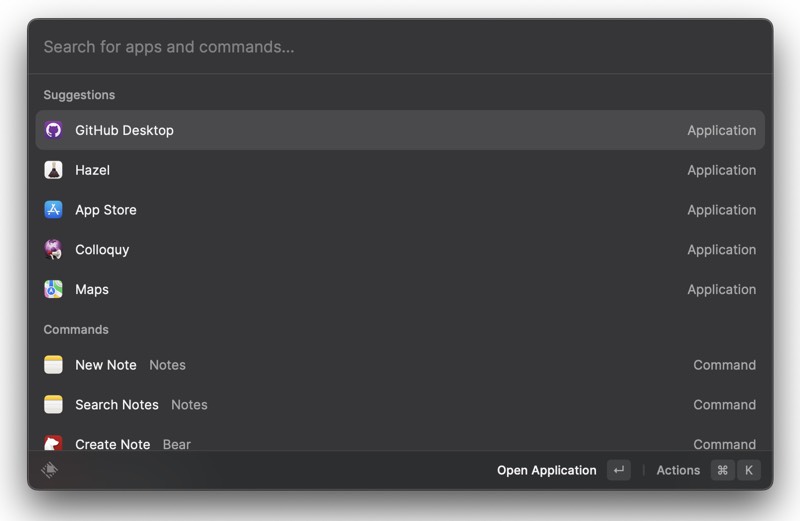 Search for apps and commands...
Suggestions
GitHub Desktop Application
Hazel Application
App Store Application
Colloquy Application
Maps Application
Commands
New Note Notes Command
Search Notes Notes Command
Create Note Bear Command
Open Application ↵ Actions ⌘ K